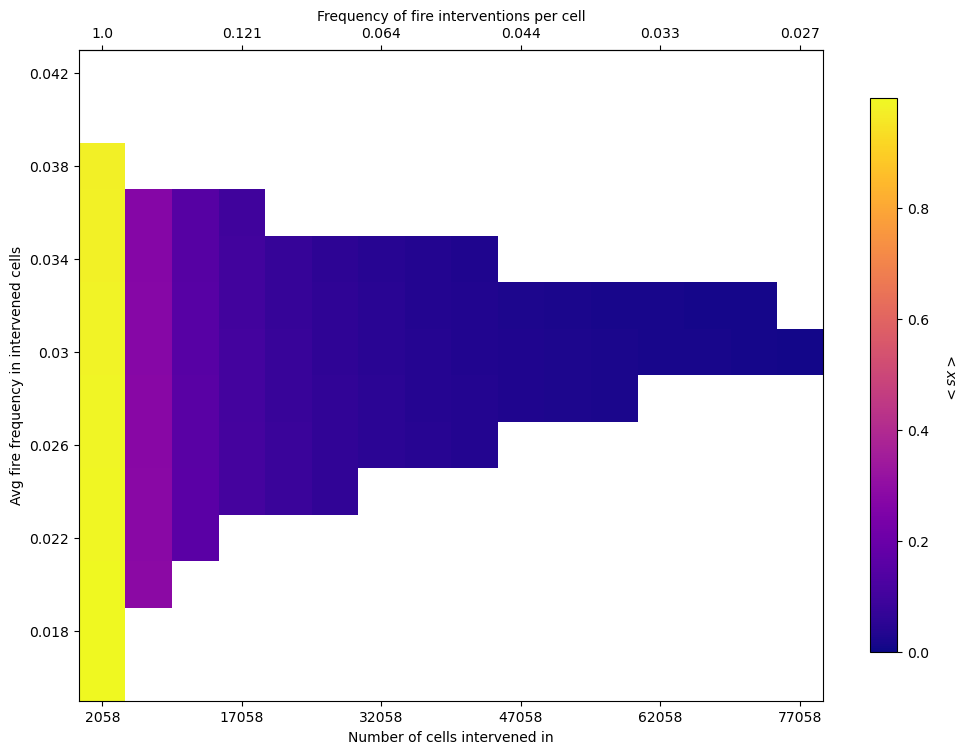 Frequency of fire interventions per cell
1.0 0.121 0.064 0.044 0.033 0.027
0.042
0.038
0.034
0.03
0.026
0.022
0.018
Avg fire frequency in intervened cells
2058 17058 32058 47058 62058 77058
Number of cells intervened in
0.8
0.6
0.4
0.2
0.0
< sx >